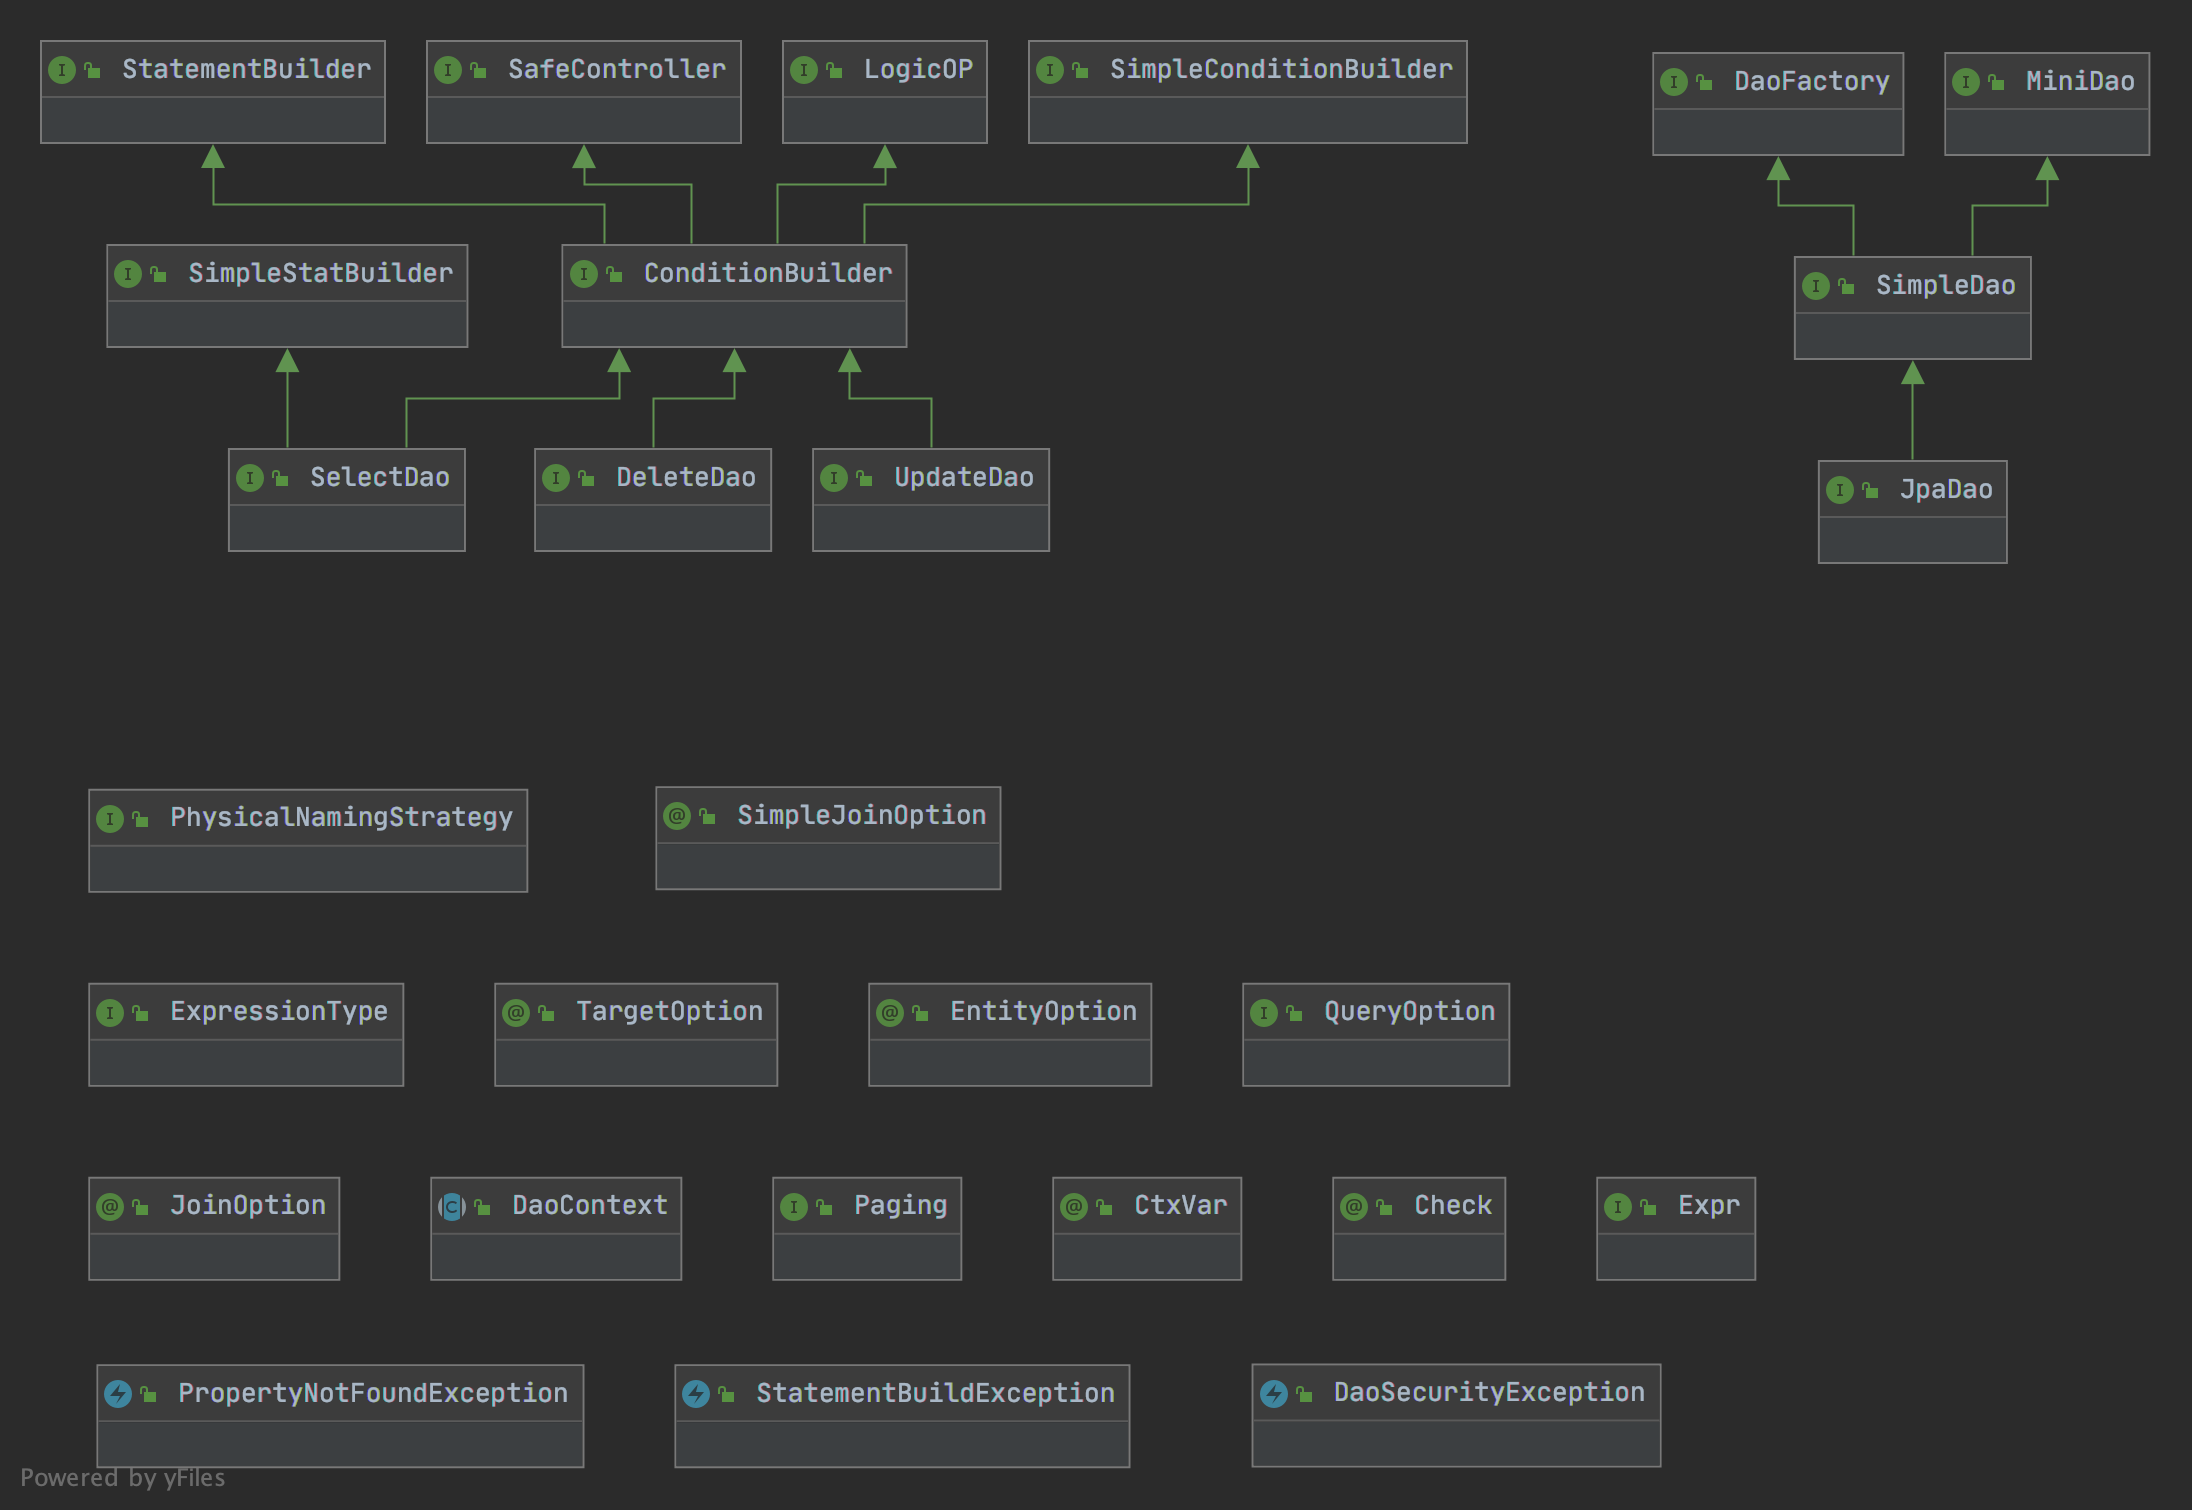 StatementBuilder
SafeController
LogicOP
SimpleConditionBuilder
DaoFactory
MiniDao
SimpleStatBuilder
ConditionBuilder
SimpleDao
SelectDao
DeleteDao
UpdateDao
JpaDao
PhysicalNamingStrategy
SimpleJoinOption
ExpressionType
TargetOption
EntityOption
QueryOption
JoinOption
DaoContext
Paging
CtxVar
Check
Expr
PropertyNotFoundException
StatementBuildException
DaoSecurityException
Powered by yFiles